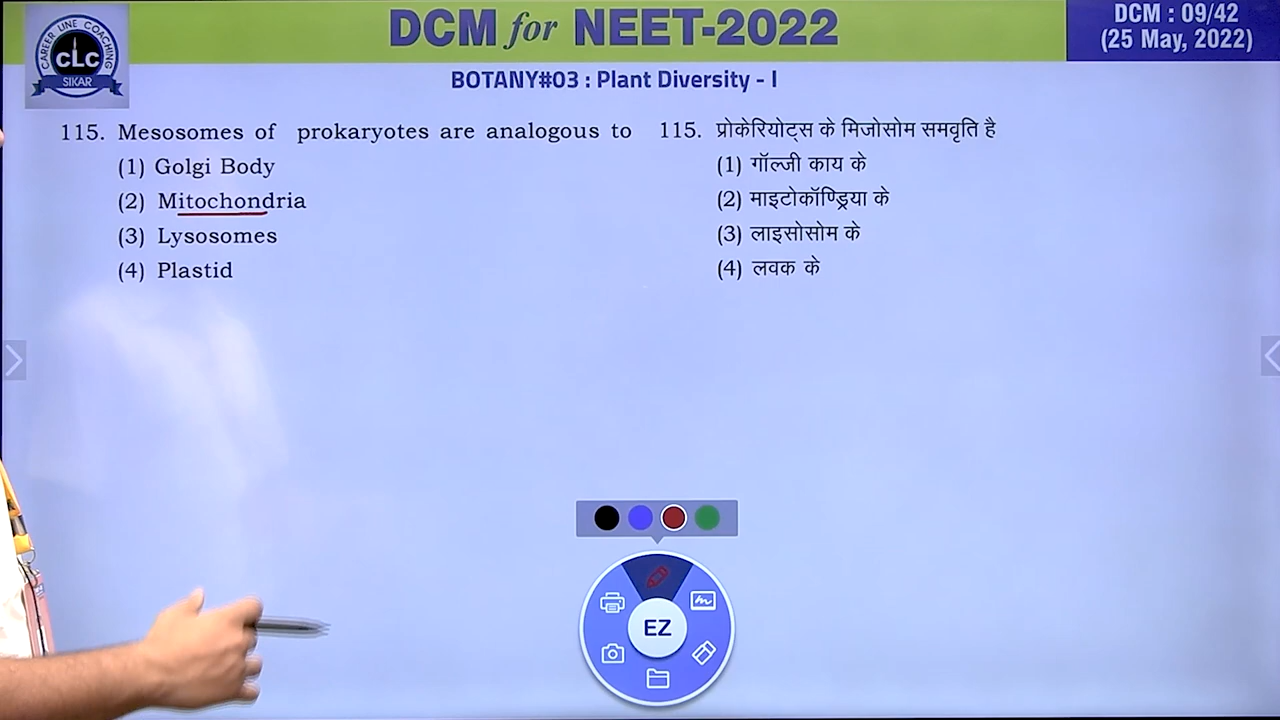 DCM for NEET-2022
DCM : 09/42
(25 May, 2022)
CAREER LINE COACHING
CLC
SIKAR
BOTANY#03 : Plant Diversity - I
115. Mesosomes of prokaryotes are analogous to
(1) Golgi Body
(2) Mitochondria
(3) Lysosomes
(4) Plastid
115. प्रोकेरियोट्स के मिजोसोम समवृति है
(1) गॉल्जी काय के
(2) माइटोकॉण्ड्रिया के
(3) लाइसोसोम के
(4) लवक के
EZ